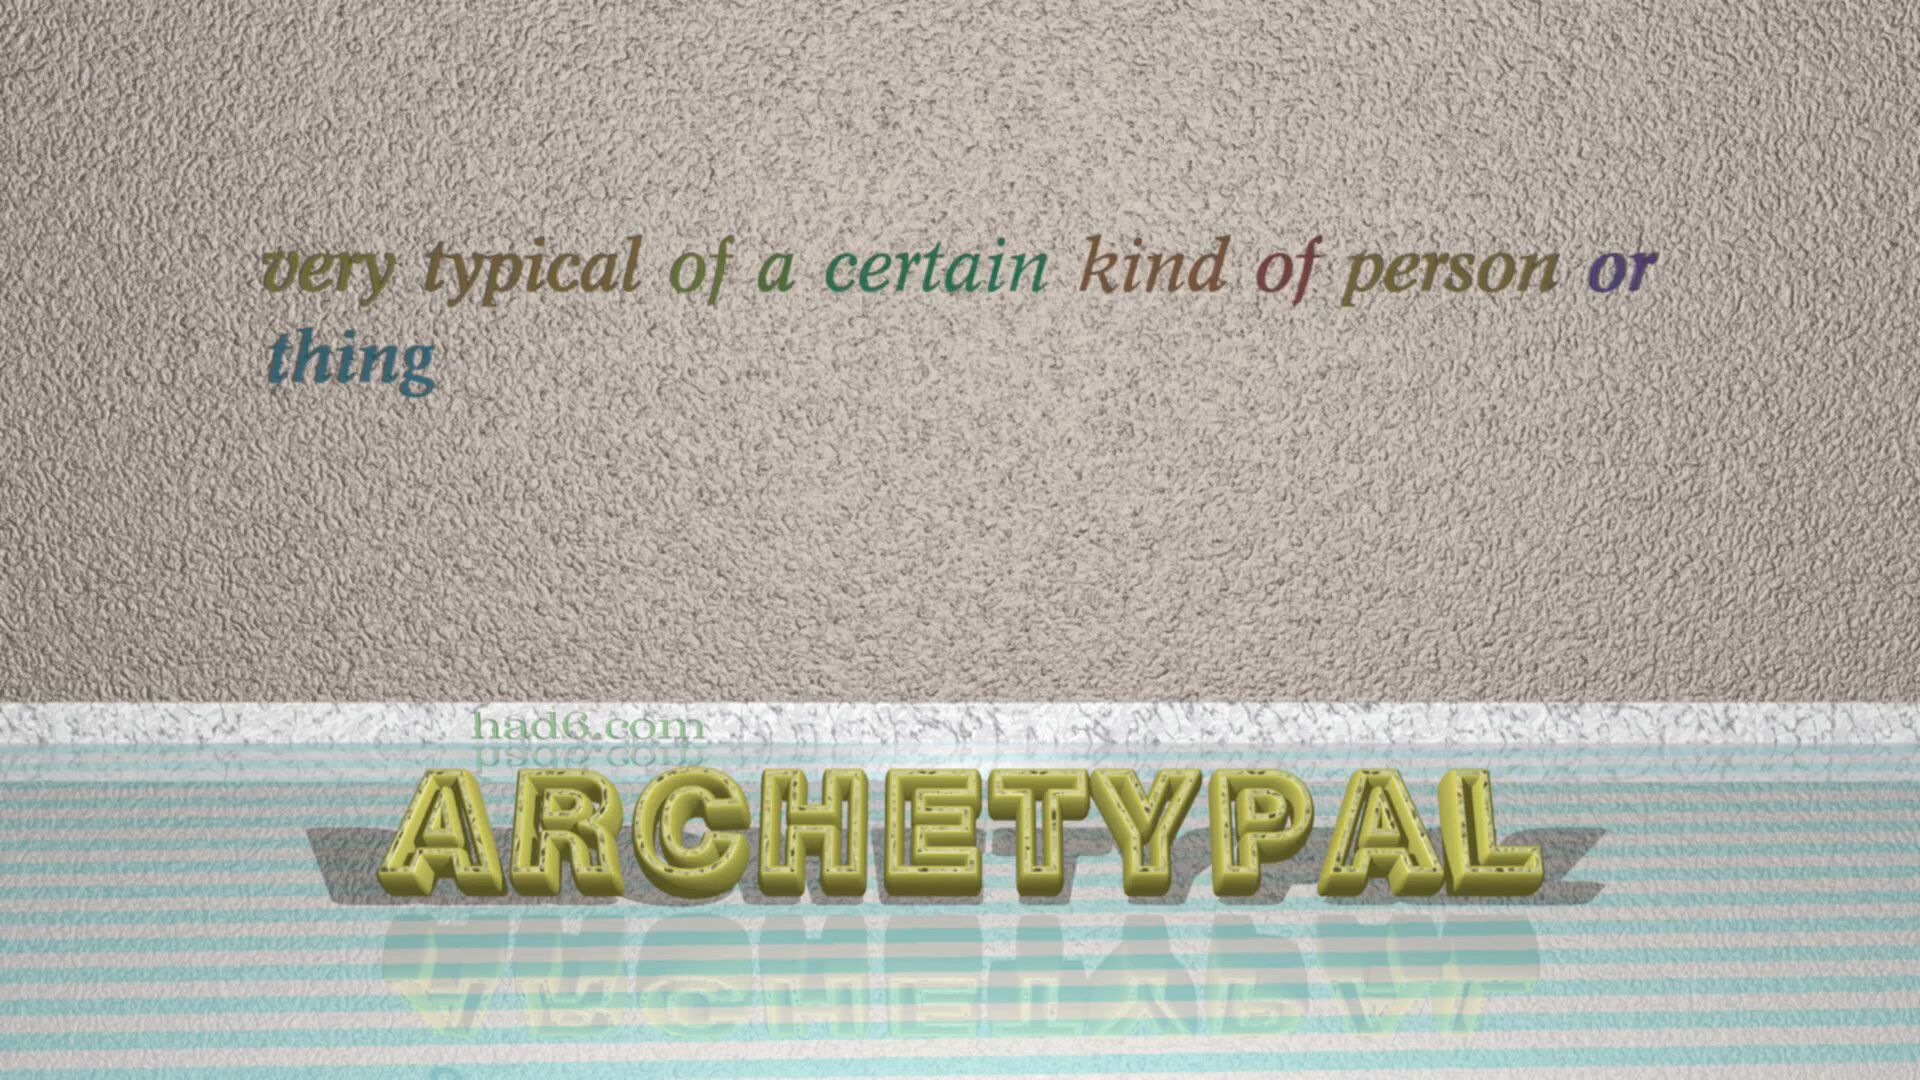 very typical of a certain kind of person or
thing
had6.com
ARCHETYPAL